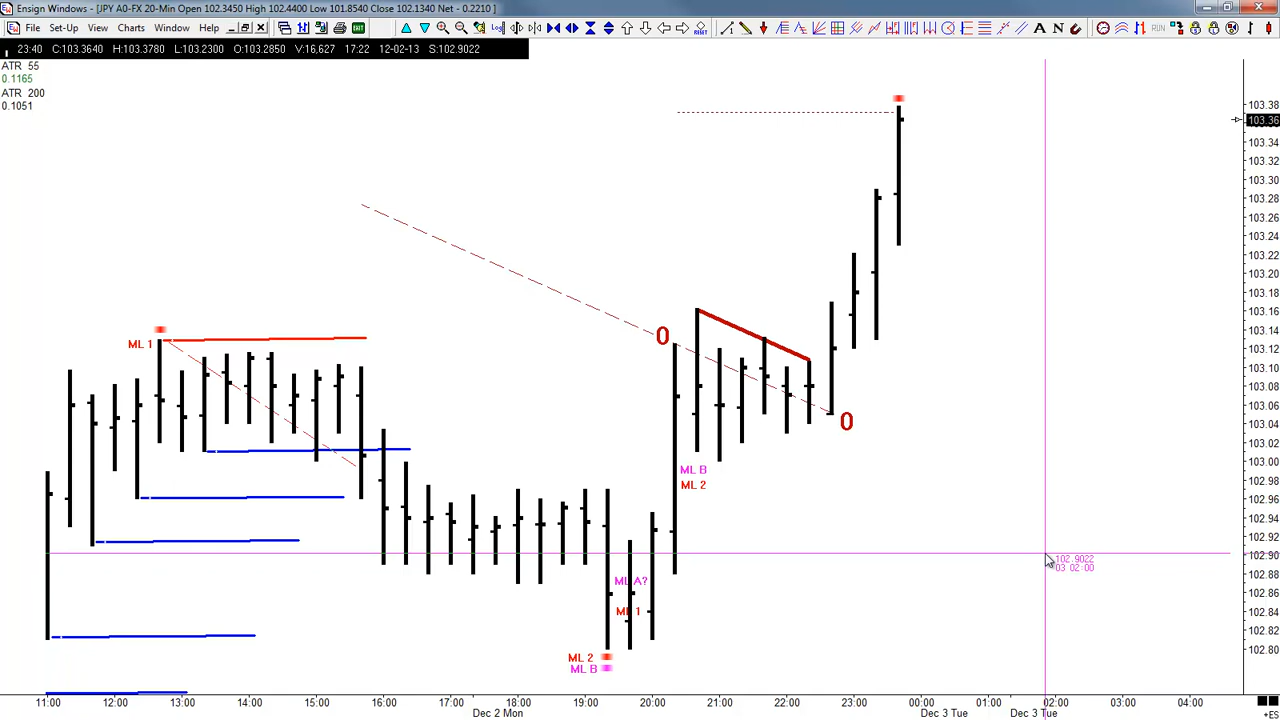 Ensign Windows - [JPY A0-FX 20-Min Open 102.3450 High 102.4400 Low 101.8540 Close 102.1340 Net - 0.2210 ]
File Set-Up View Charts Window Help
23:40 C:103.3640 H:103.3780 L:103.2300 O:103.2850 V:16,627 17:22 12-02-13 S:102.9022
ATR 55
0.1165
ATR 200
0.1051
103.38
103.36
103.34
103.32
103.30
103.28
103.26
103.24
103.22
103.20
103.18
103.16
103.14
103.12
103.10
103.08
103.06
103.04
103.02
103.00
102.98
102.96
102.94
102.92
102.90
102.88
102.86
102.84
102.82
102.80
ML 1
0
0
ML B
ML 2
102.9022
03 02:00
ML A?
ML 1
ML 2
ML B
11:00 12:00 13:00 14:00 15:00 16:00 17:00 18:00 19:00 20:00 21:00 22:00 23:00 00:00 01:00 02:00 03:00 04:00
Dec 2 Mon Dec 3 Tue Dec 3 Tue
+ES